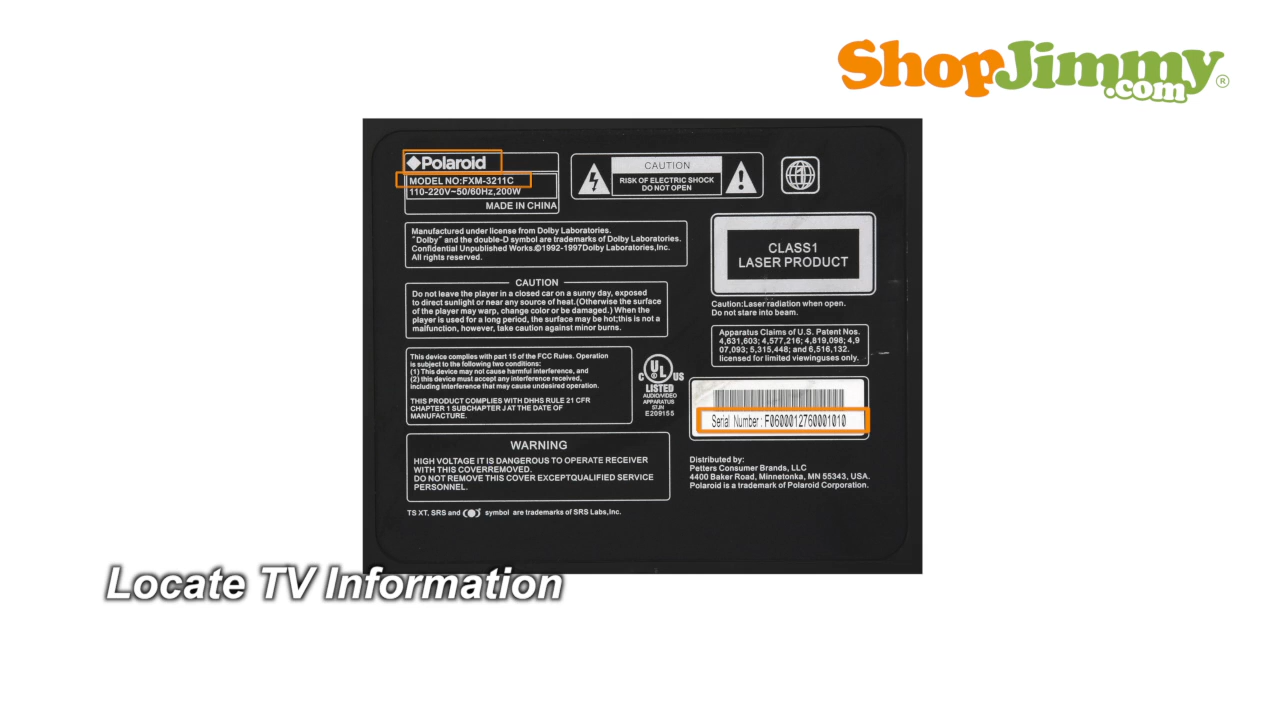 ShopJimmy.com®
Polaroid
MODEL NO:FXM-3211C
110-220V~50/60Hz,200W
MADE IN CHINA
CAUTION
RISK OF ELECTRIC SHOCK
DO NOT OPEN
Manufactured under license from Dolby Laboratories.
"Dolby" and the double-D symbol are trademarks of Dolby Laboratories.
Confidential Unpublished Works.©1992-1997Dolby Laboratories,Inc.
All rights reserved.
CLASS1
LASER PRODUCT
Caution:Laser radiation when open.
Do not stare into beam.
CAUTION
Do not leave the player in a closed car on a sunny day, exposed
to direct sunlight or near any source of heat.(Otherwise the surface
of the player may warp, change color or be damaged.) When the
player is used for a long period, the surface may be hot;this is not a
malfunction, however, take caution against minor burns.
Apparatus Claims of U.S. Patent Nos.
4,631,603; 4,577,216; 4,819,098; 4,9
07,093; 5,315,448; and 6,516,132.
licensed for limited viewinguses only.
This device complies with part 15 of the FCC Rules. Operation
is subject to the following two conditions:
(1) This device may not cause harmful interference, and
(2) this device must accept any interference received,
including interference that may cause undesired operation.
THIS PRODUCT COMPLIES WITH DHHS RULE 21 CFR
CHAPTER 1 SUBCHAPTER J AT THE DATE OF
MANUFACTURE.
C UL US
LISTED
AUDIO/VIDEO
APPARATUS
57JN
E209155
Serial Number : F0600012760001010
WARNING
HIGH VOLTAGE IT IS DANGEROUS TO OPERATE RECEIVER
WITH THIS COVERREMOVED.
DO NOT REMOVE THIS COVER EXCEPTQUALIFIED SERVICE
PERSONNEL.
Distributed by:
Petters Consumer Brands, LLC
4400 Baker Road, Minnetonka, MN 55343, USA.
Polaroid is a trademark of Polaroid Corporation.
TS XT, SRS and symbol are trademarks of SRS Labs,Inc.
Locate TV Information